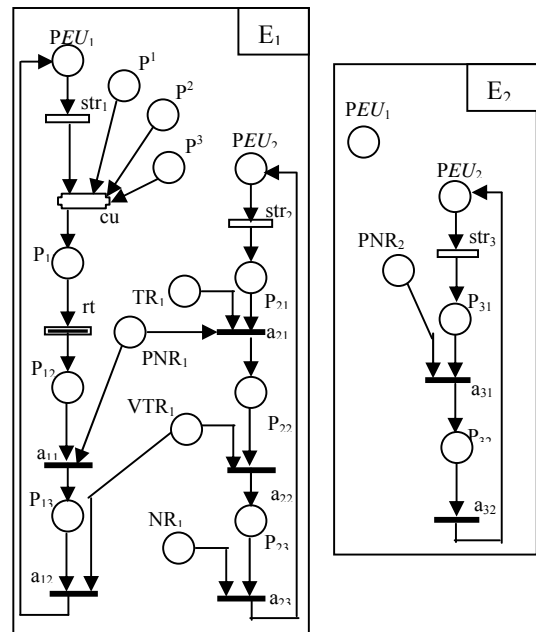 E₁
PEU₁
P¹
str₁
P²
P³
PEU₂
cu
str₂
P₁
P₂₁
TR₁
rt
a₂₁
PNR₁
P₁₂
VTR₁
P₂₂
a₁₁
a₂₂
P₁₃
P₂₃
NR₁
a₁₂
a₂₃
E₂
PEU₁
PEU₂
str₃
PNR₂
P₃₁
a₃₁
P₃₂
a₃₂